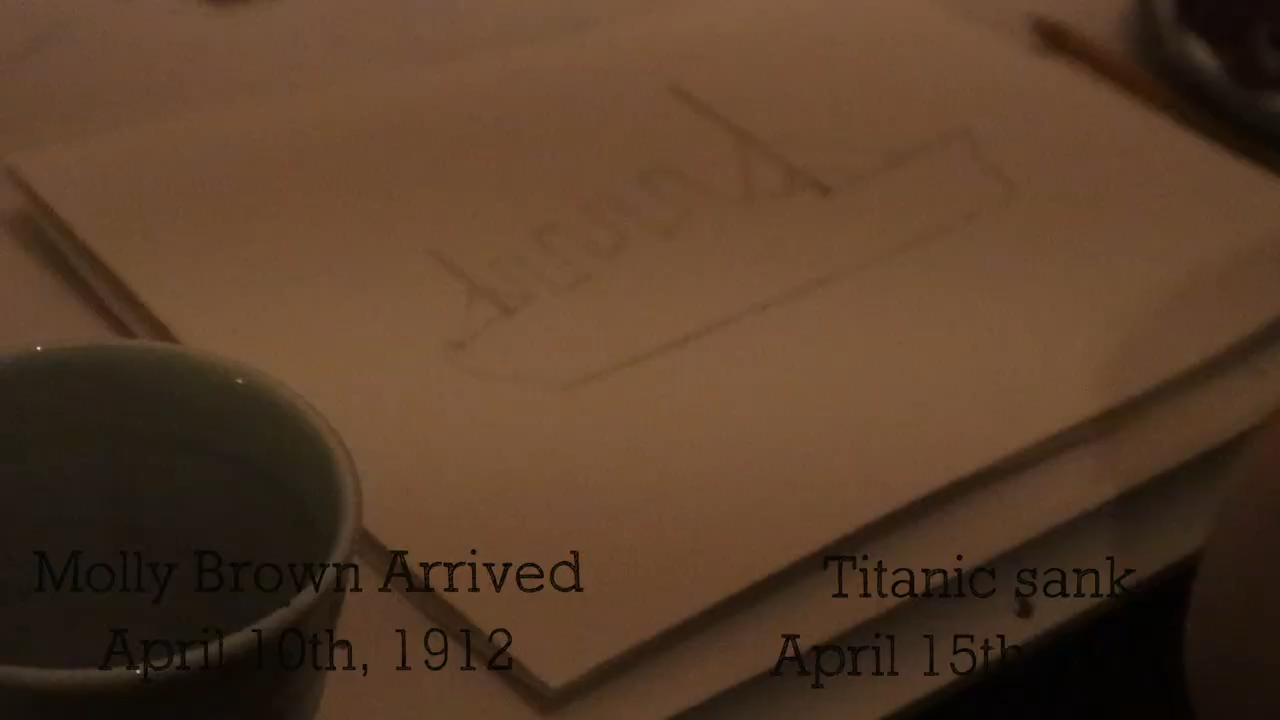 Molly Brown Arrived
April 10th, 1912
Titanic sank
April 15th